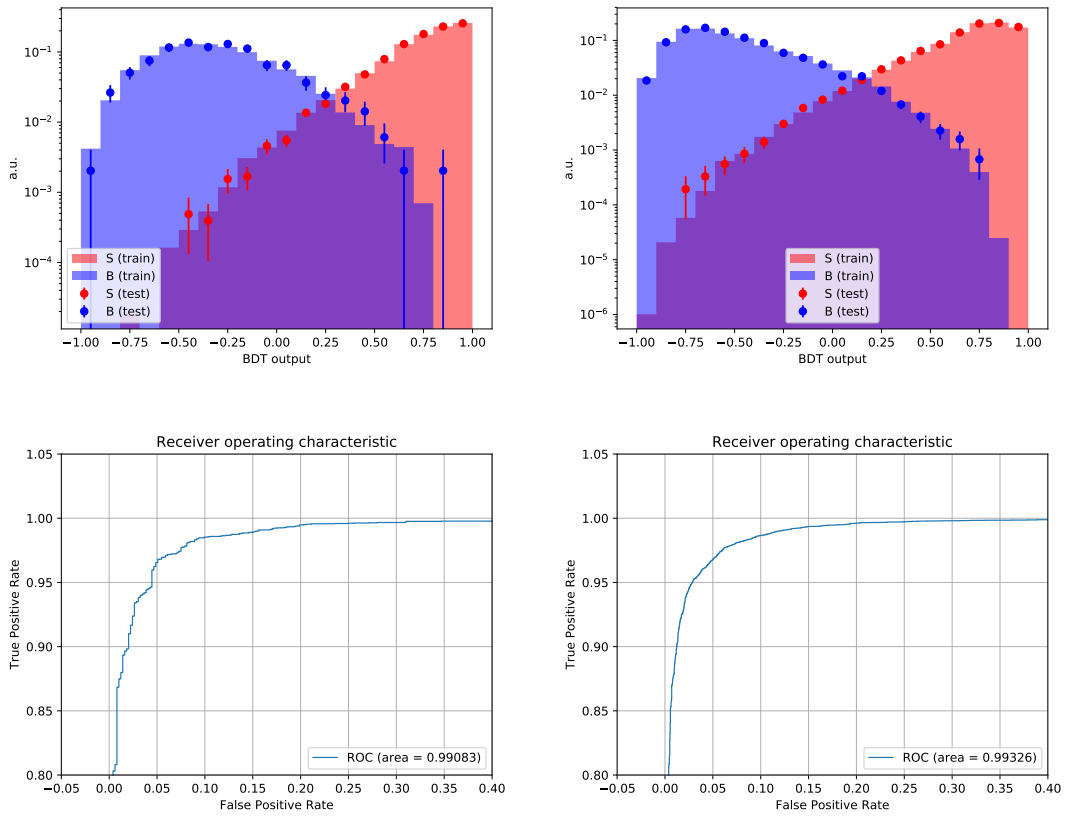 10⁻¹
10⁻²
10⁻³
10⁻⁴
a.u.
S (train)
B (train)
S (test)
B (test)
−1.00 −0.75 −0.50 −0.25 0.00 0.25 0.50 0.75 1.00
BDT output
10⁻¹
10⁻²
10⁻³
10⁻⁴
10⁻⁵
10⁻⁶
a.u.
S (train)
B (train)
S (test)
B (test)
−1.00 −0.75 −0.50 −0.25 0.00 0.25 0.50 0.75 1.00
BDT output
Receiver operating characteristic
1.05
1.00
0.95
0.90
0.85
0.80
True Positive Rate
ROC (area = 0.99083)
−0.05 0.00 0.05 0.10 0.15 0.20 0.25 0.30 0.35 0.40
False Positive Rate
Receiver operating characteristic
1.05
1.00
0.95
0.90
0.85
0.80
True Positive Rate
ROC (area = 0.99326)
−0.05 0.00 0.05 0.10 0.15 0.20 0.25 0.30 0.35 0.40
False Positive Rate